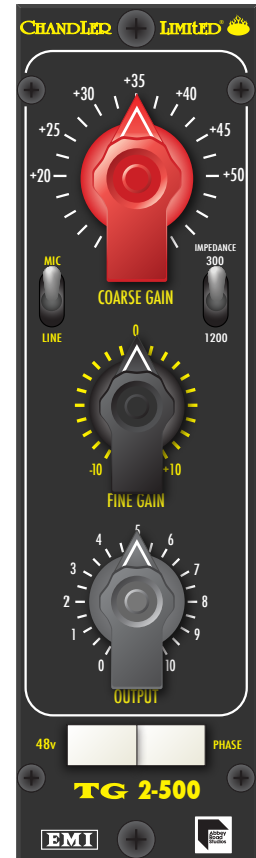 CHANDLER LIMITED®
+35
+30 +40
+25 +45
+20 +50
MIC
IMPEDANCE
300
COARSE GAIN
LINE
1200
0
-10 +10
FINE GAIN
5
4 6
3 7
2 8
1 9
0 10
OUTPUT
48v PHASE
TG 2-500
EMI
Abbey
Road
Studios